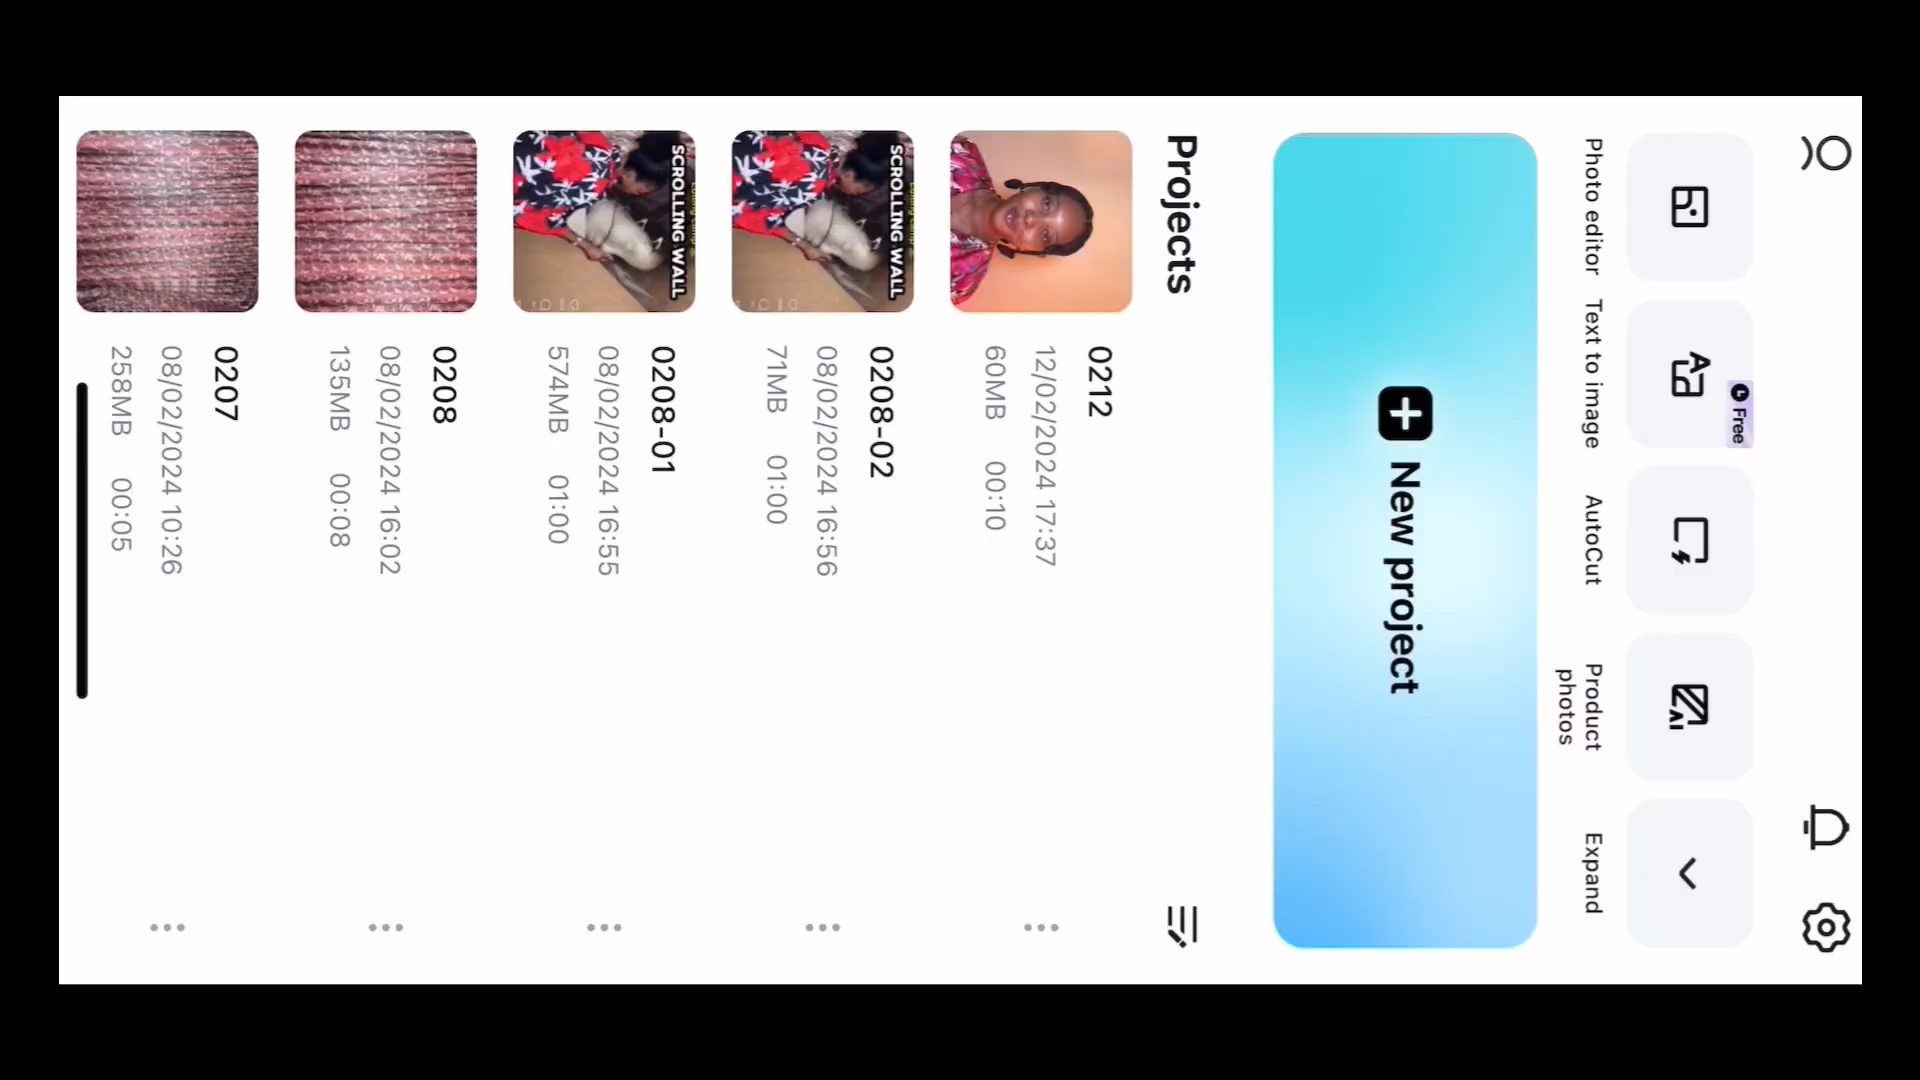 Free
Photo editor
Text to image
AutoCut
Product
photos
AI
Expand
New project
Projects
0212
12/02/2024 17:37
60MB 00:10
SCROLLING WALL
0208-02
08/02/2024 16:56
71MB 01:00
SCROLLING WALL
0208-01
08/02/2024 16:55
574MB 01:00
0208
08/02/2024 16:02
135MB 00:08
0207
08/02/2024 10:26
258MB 00:05